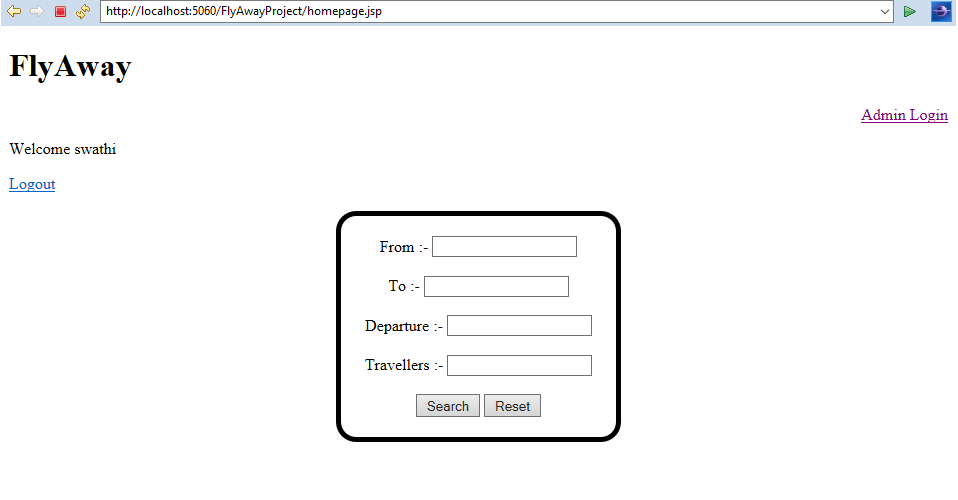 http://localhost:5060/FlyAwayProject/homepage.jsp
FlyAway
Admin Login
Welcome swathi
Logout
From :-
To :-
Departure :-
Travellers :-
Search Reset